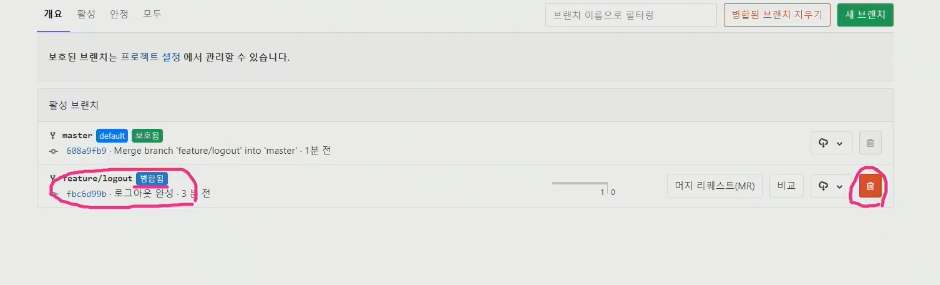 개요 활성 안정 모두 브랜치 이름으로 필터링 병합된 브랜치 지우기 새 브랜치
보호된 브랜치는 프로젝트 설정 에서 관리할 수 있습니다.
활성 브랜치
master default 보호됨
608a9fb9 · Merge branch 'feature/logout' into 'master' · 1분 전
feature/logout 병합됨
fbc6d99b · 로그아웃 완성 · 3 분 전
1 0 머지 리퀘스트(MR) 비교